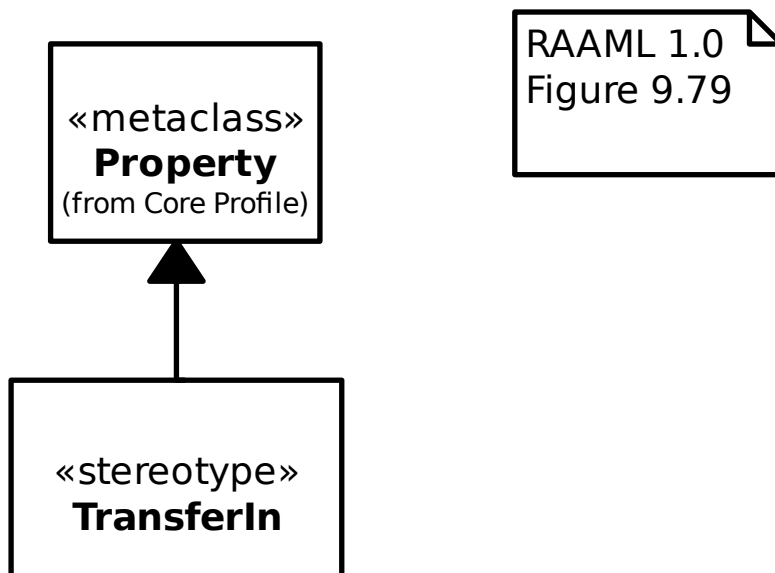 «metaclass»
Property
(from Core Profile)
RAAML 1.0
Figure 9.79
«stereotype»
TransferIn